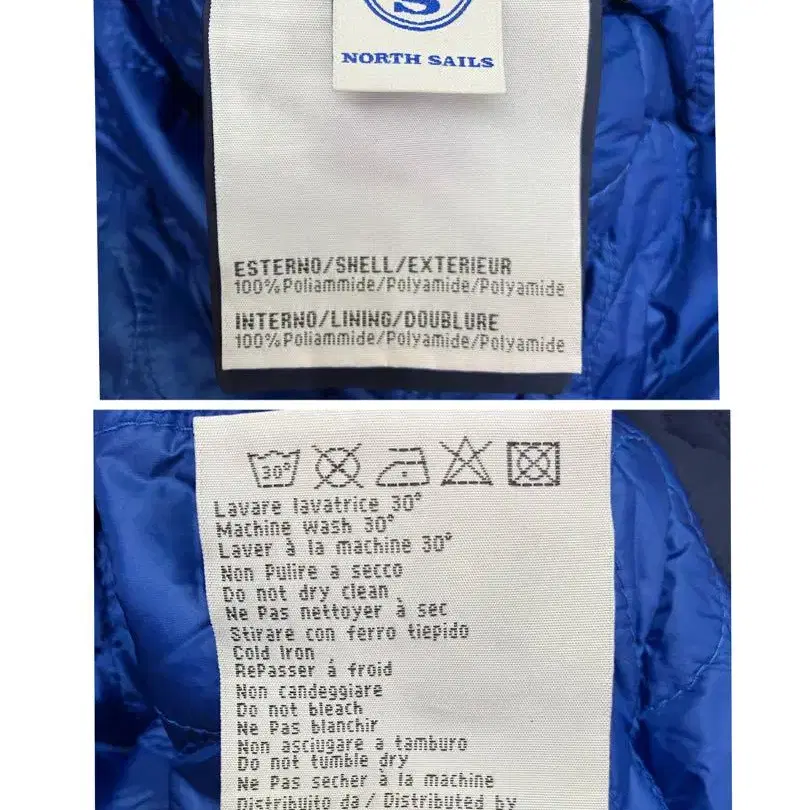 S
NORTH SAILS
ESTERNO/SHELL/EXTERIEUR
100%Poliammide/Polyamide/Polyamide
INTERNO/LINING/DOUBLURE
100%Poliammide/Polyamide/Polyamide
30°
Lavare lavatrice 30°
Machine wash 30°
Laver à la machine 30°
Non Pulire a secco
Do not dry clean
Ne Pas nettoyer à sec
Stirare con ferro tiepido
Cold Iron
RePasser á froid
Non candeggiare
Do not bleach
Ne Pas blanchir
Non asciugare a tamburo
Do not tumble dry
Ne Pas secher à la machine
Distribuito da / Distributed by